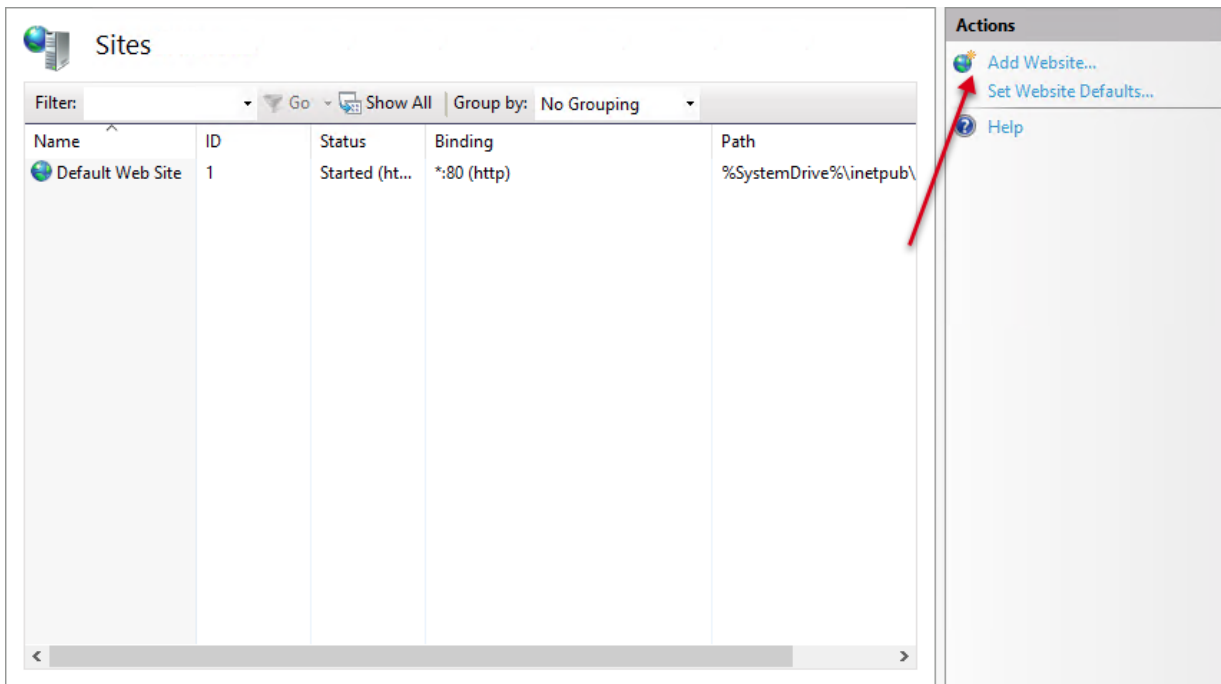 Sites
Filter: Go Show All Group by: No Grouping
Name ID Status Binding Path
Default Web Site 1 Started (ht... *:80 (http) %SystemDrive%\inetpub\
Actions
Add Website...
Set Website Defaults...
Help